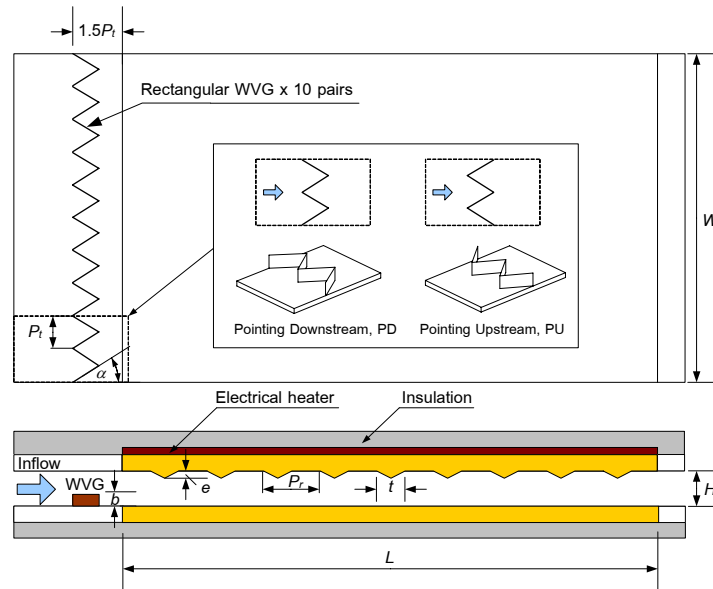 1.5Pt
Rectangular WVG x 10 pairs
W
Pt
α
Pointing Downstream, PD
Pointing Upstream, PU
Electrical heater
Insulation
Inflow
WVG
b
e
Pr
t
H
L